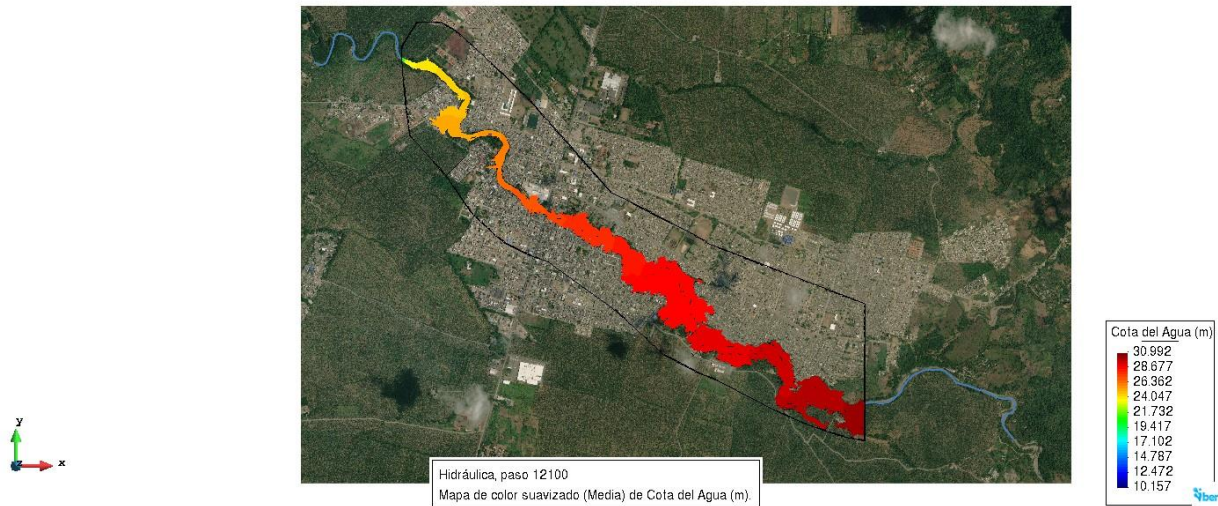 Cota del Agua (m)
30.992
28.677
26.362
24.047
21.732
19.417
17.102
14.787
12.472
10.157
Iber
y
z x
Hidráulica, paso 12100
Mapa de color suavizado (Media) de Cota del Agua (m).